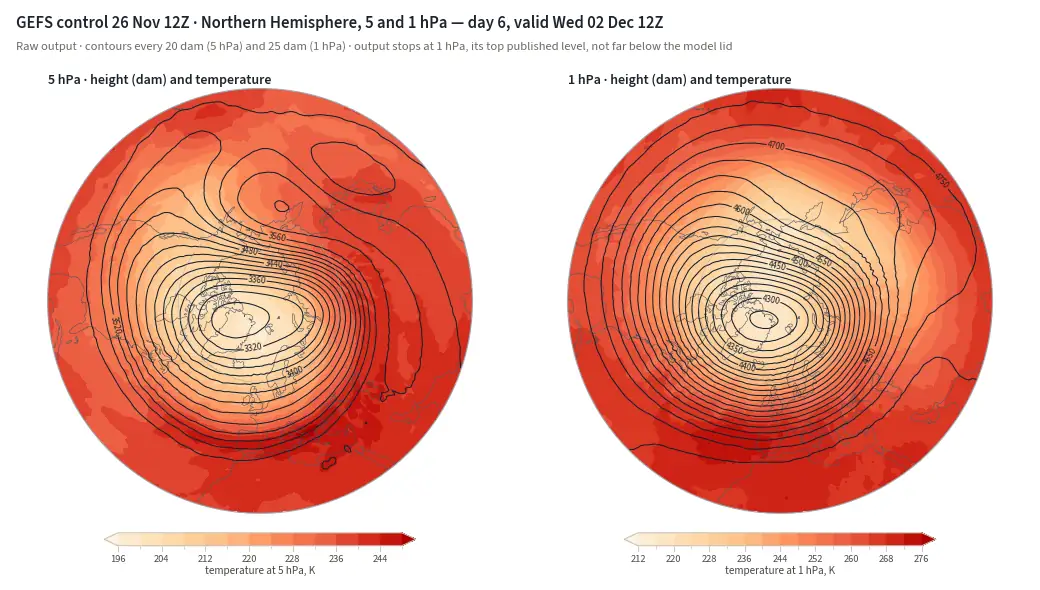 GEFS control 26 Nov 12Z · Northern Hemisphere, 5 and 1 hPa — day 6, valid Wed 02 Dec 12Z
Raw output · contours every 20 dam (5 hPa) and 25 dam (1 hPa) · output stops at 1 hPa, its top published level, not far below the model lid
5 hPa · height (dam) and temperature
1 hPa · height (dam) and temperature
3560
3480
3440
3360
3520
3320
3400
4700
4750
4600
4550
4500
4450
4300
4350
4400
4650
196 204 212 220 228 236 244
temperature at 5 hPa, K
212 220 228 236 244 252 260 268 276
temperature at 1 hPa, K